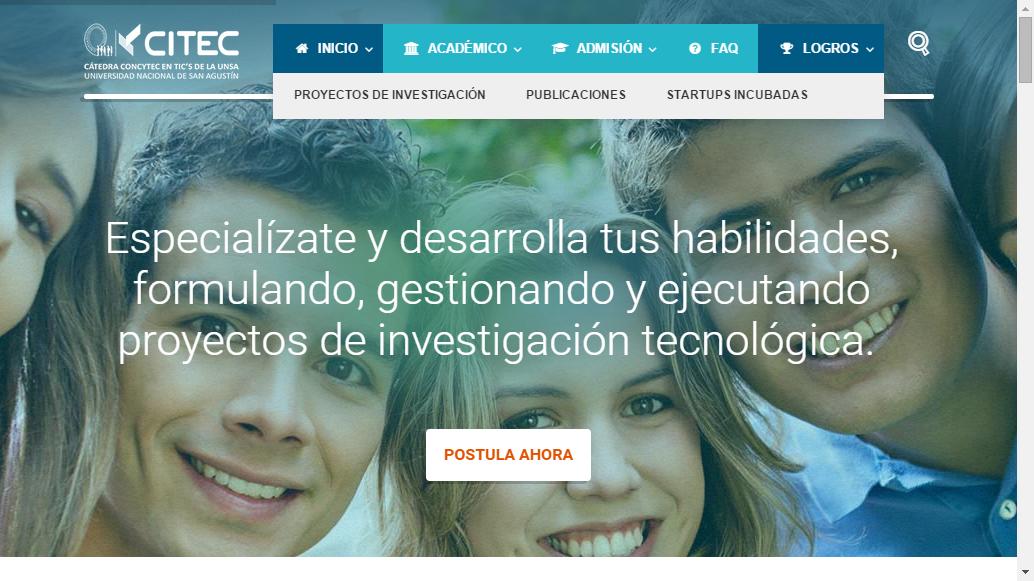 CITEC
CÁTEDRA CONCYTEC EN TIC'S DE LA UNSA
UNIVERSIDAD NACIONAL DE SAN AGUSTÍN
INICIO ACADÉMICO ADMISIÓN FAQ LOGROS
PROYECTOS DE INVESTIGACIÓN PUBLICACIONES STARTUPS INCUBADAS
Especialízate y desarrolla tus habilidades,
formulando, gestionando y ejecutando
proyectos de investigación tecnológica.
POSTULA AHORA